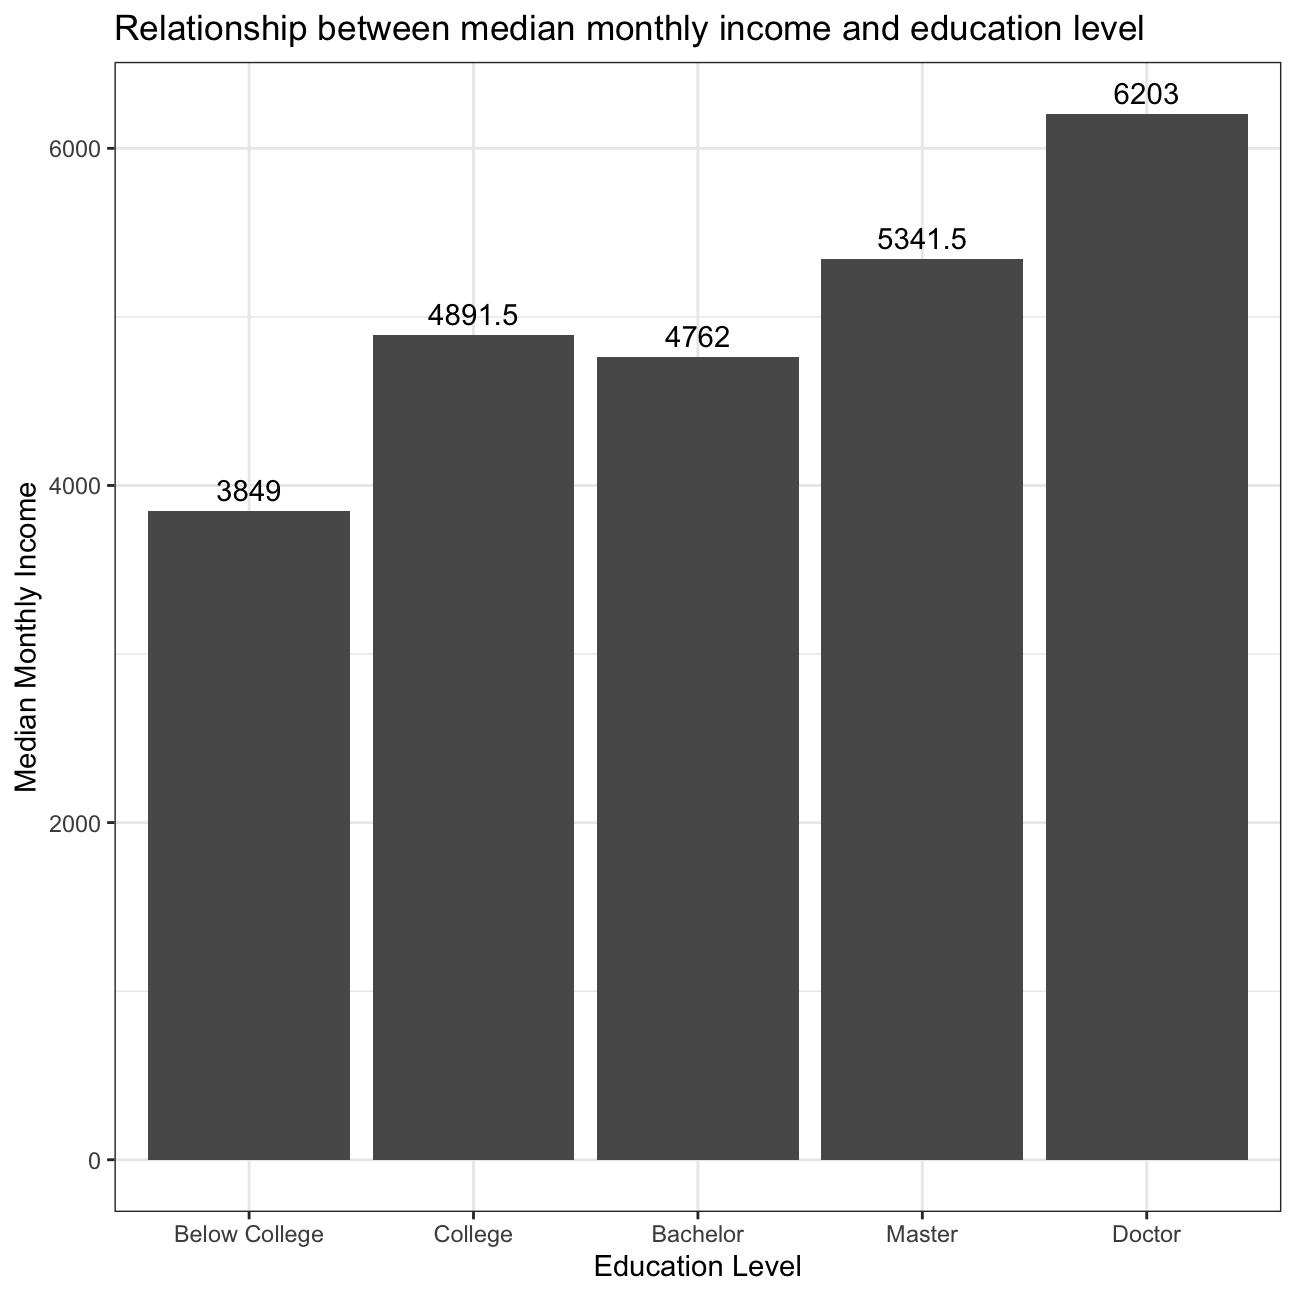 Relationship between median monthly income and education level
6203
6000
5341.5
4891.5
4762
4000
3849
Median Monthly Income
2000
0
Below College College Bachelor Master Doctor
Education Level